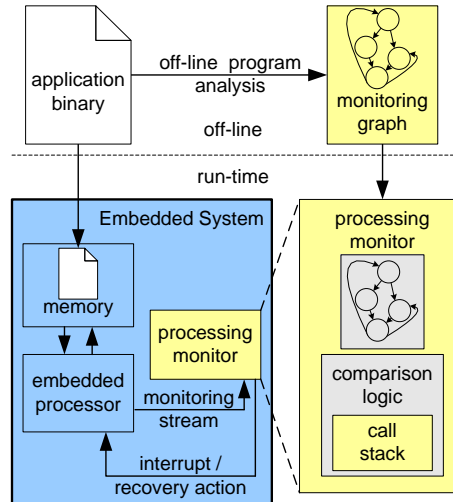 application
binary
off-line program
analysis
monitoring
graph
off-line
run-time
Embedded System
memory
embedded
processor
processing
monitor
monitoring
stream
interrupt /
recovery action
processing
monitor
comparison
logic
call
stack